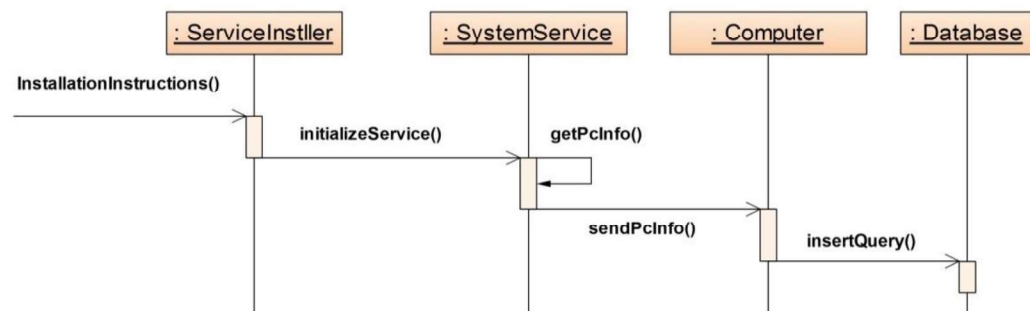 : ServiceInstller
: SystemService
: Computer
: Database
InstallationInstructions()
initializeService()
getPcInfo()
sendPcInfo()
insertQuery()